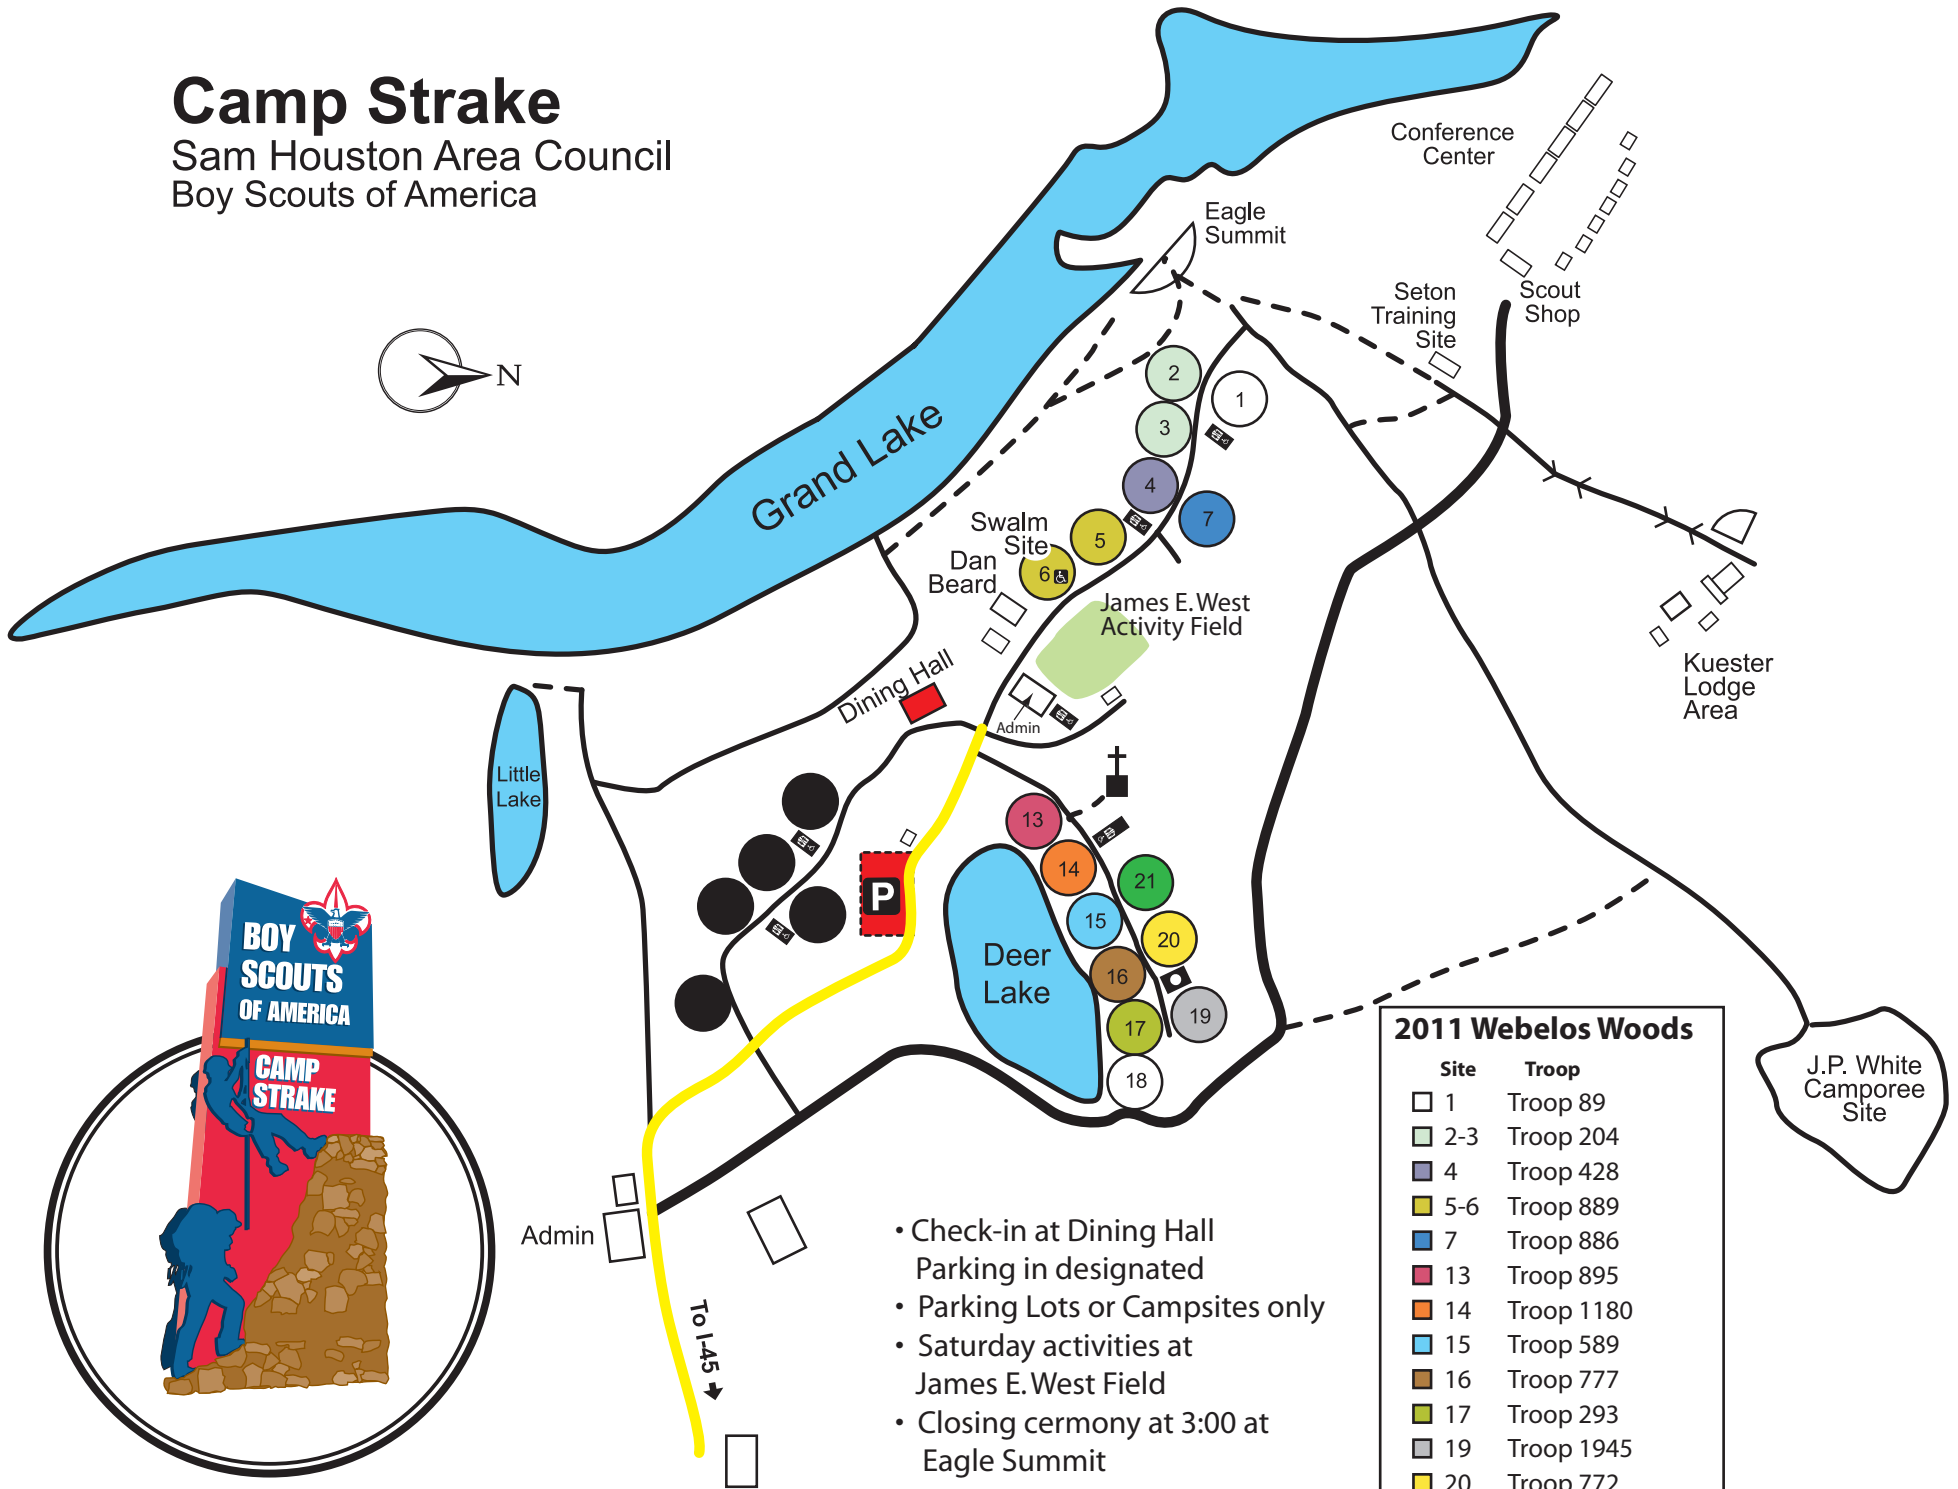 Camp Strake
Sam Houston Area Council
Boy Scouts of America
N
Conference
Center
Eagle
Summit
Scout
Shop
Seton
Training
Site
Grand Lake
2
1
3
4
7
5
6
Swalm
Site
Dan
Beard
James E. West
Activity Field
Kuester
Lodge
Area
Dining Hall
Admin
Little
Lake
P
13
14
21
15
20
16
17
19
18
Deer
Lake
J.P. White
Camporee
Site
BOY
SCOUTS
OF AMERICA
CAMP
STRAKE
Admin
To I-45
• Check-in at Dining Hall
Parking in designated
• Parking Lots or Campsites only
• Saturday activities at
James E. West Field
• Closing cermony at 3:00 at
Eagle Summit
2011 Webelos Woods
Site Troop
1 Troop 89
2-3 Troop 204
4 Troop 428
5-6 Troop 889
7 Troop 886
13 Troop 895
14 Troop 1180
15 Troop 589
16 Troop 777
17 Troop 293
19 Troop 1945
20 Troop 772